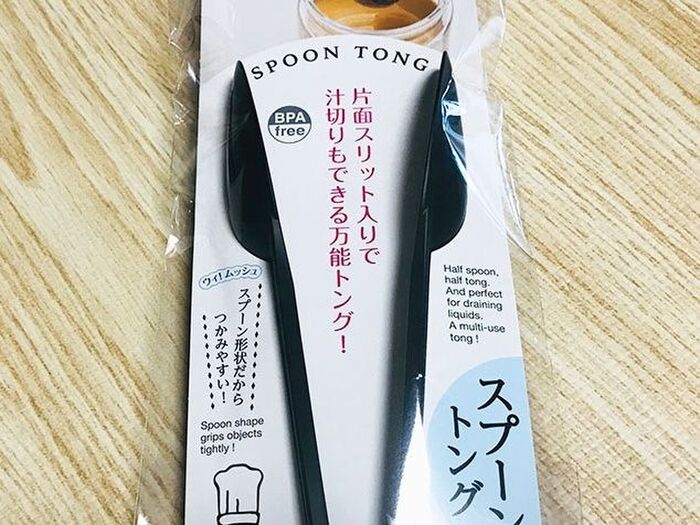 SPOON TONG
BPA
free
片面スリット入りで
汁切りもできる万能トング！
ウィ！ムッシュ
スプーン形状だから
つかみやすい！
Spoon shape
grips objects
tightly !
Half spoon,
half tong.
And perfect
for draining
liquids.
A multi-use
tong !
スプーン
トング